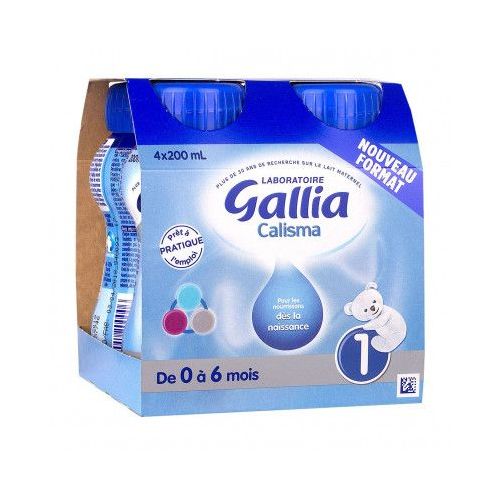 4x200 mL
PLUS DE 30 ANS DE RECHERCHE SUR LE LAIT MATERNEL
NOUVEAU
FORMAT
LABORATOIRE
Gallia
Calisma
Prêt à
PRATIQUE
l'emploi
Pour les
nourrissons
dès la
naissance
1
De 0 à 6 mois